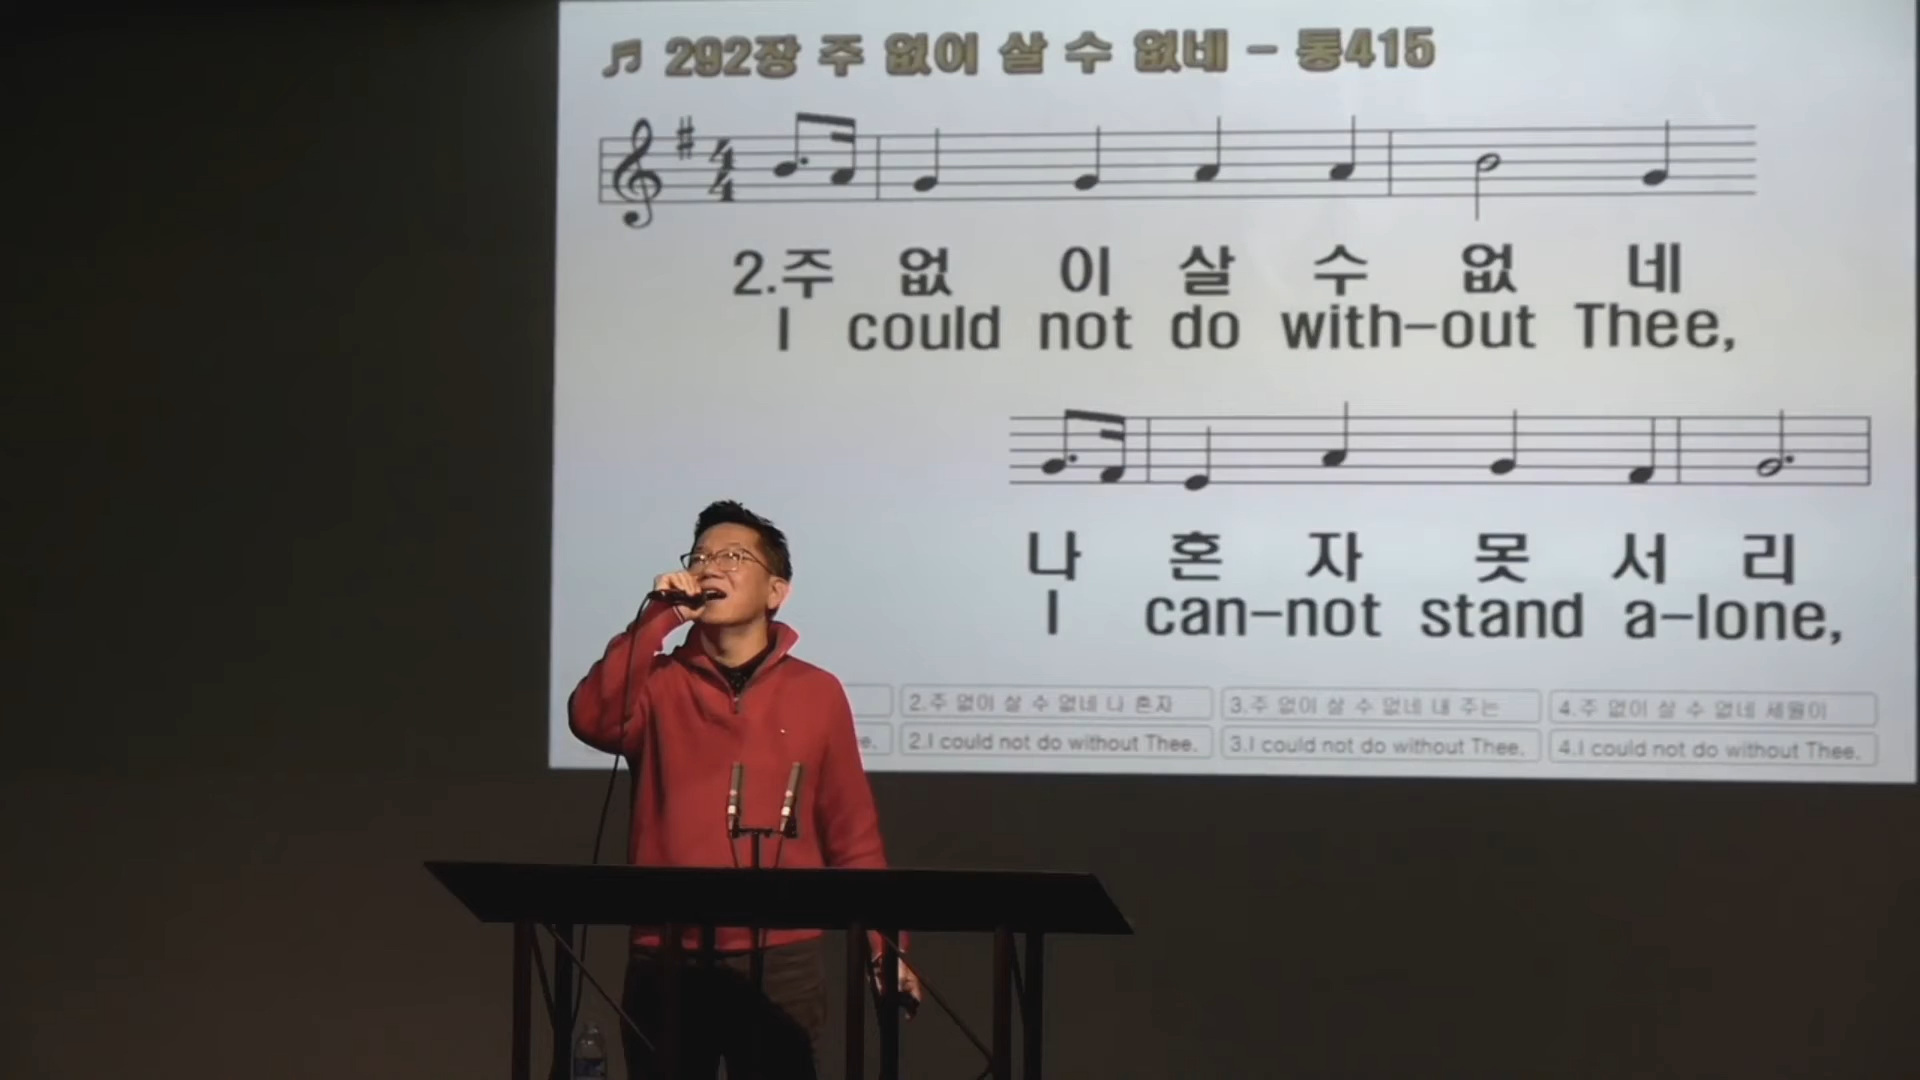 292장 주 없이 살 수 없네 - 통415
2.주 없 이 살 수 없 네
I could not do with-out Thee,
나 혼 자 못 서 리
I can-not stand a-lone,
2.주 없이 살 수 없네 나 혼자 3.주 없이 살 수 없네 내 주는 4.주 없이 살 수 없네 세월이
e. 2.I could not do without Thee. 3.I could not do without Thee. 4.I could not do without Thee.